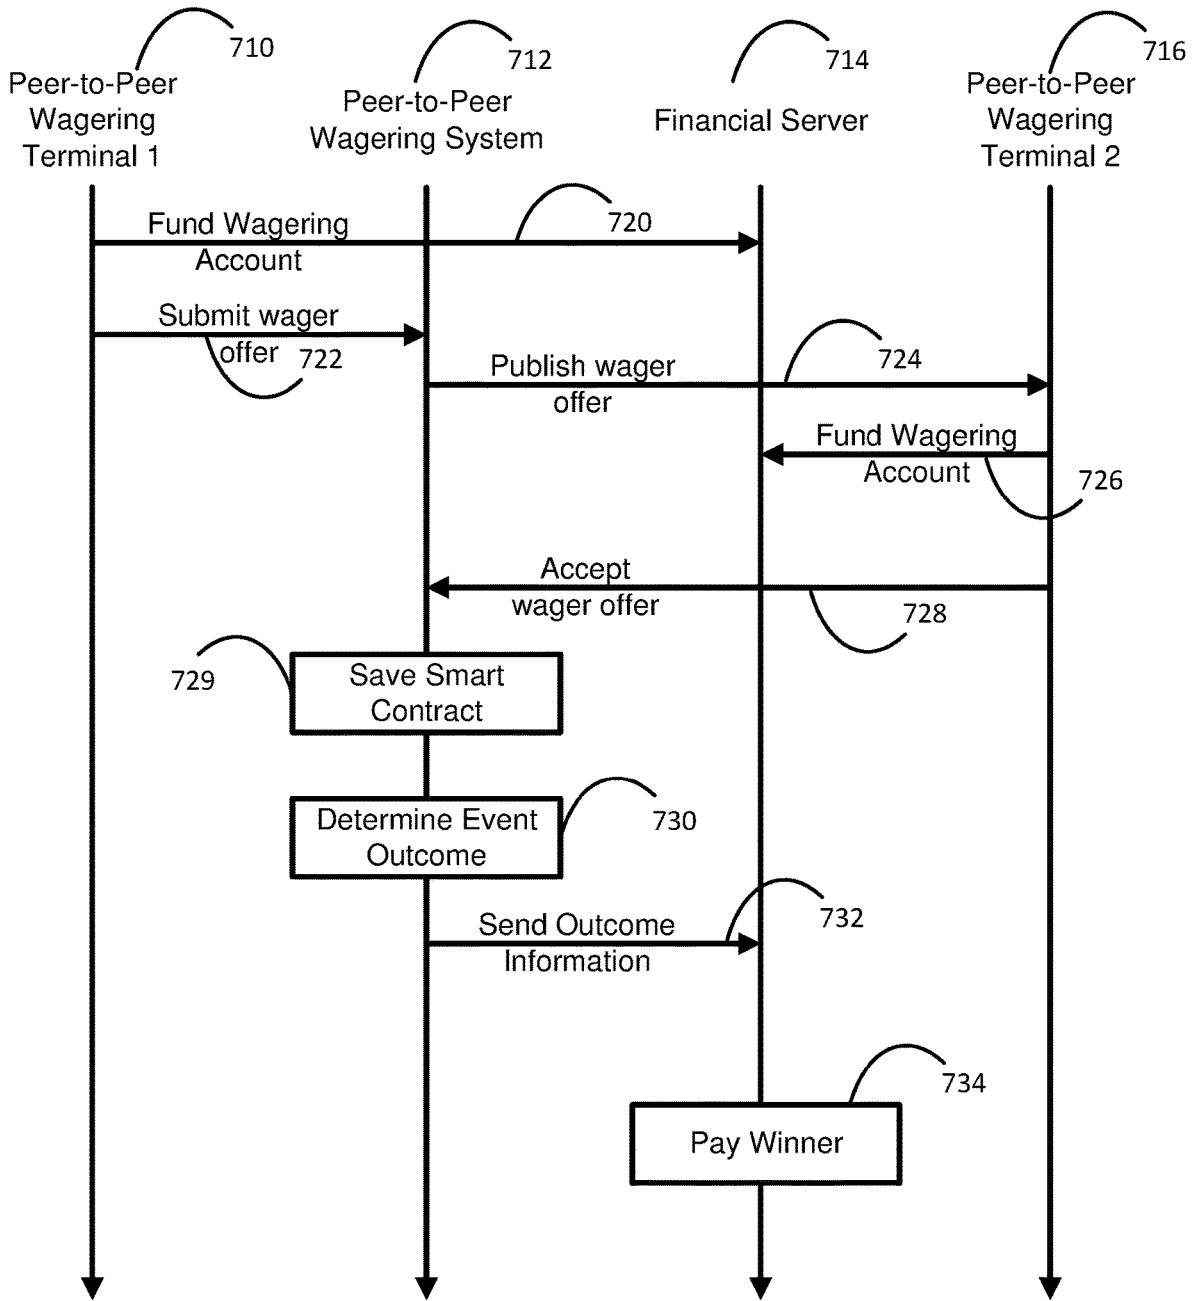 710
712
714
716
Peer-to-Peer
Wagering
Terminal 1
Peer-to-Peer
Wagering System
Financial Server
Peer-to-Peer
Wagering
Terminal 2
Fund Wagering
Account
720
Submit wager
offer
722
Publish wager
offer
724
Fund Wagering
Account
726
Accept
wager offer
728
729
Save Smart
Contract
Determine Event
Outcome
730
Send Outcome
Information
732
734
Pay Winner